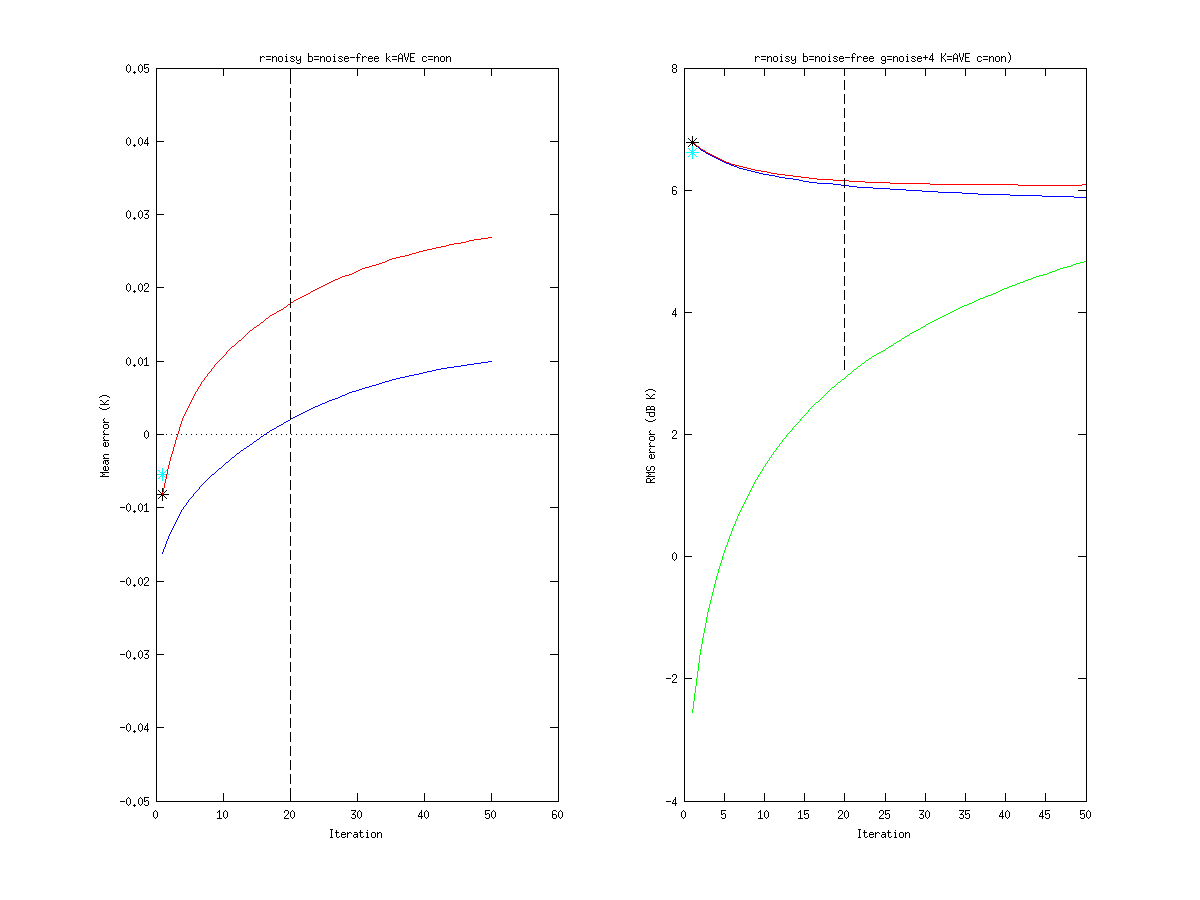 r=noisy b=noise-free k=AVE c=non
0.05
0.04
0.03
0.02
0.01
0
-0.01
-0.02
-0.03
-0.04
-0.05
Mean error (K)
0 10 20 30 40 50 60
Iteration
r=noisy b=noise-free g=noise+4 K=AVE c=non)
8
6
4
2
0
-2
-4
RMS error (dB K)
0 5 10 15 20 25 30 35 40 45 50
Iteration